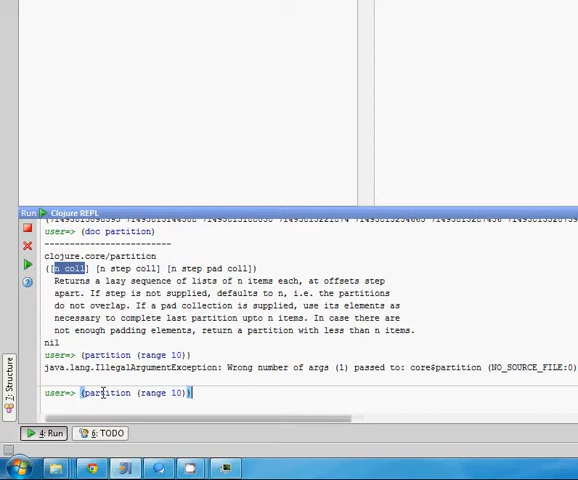 Run Clojure REPL
user=> (doc partition)
-------------------------
clojure.core/partition
([n coll] [n step coll] [n step pad coll])
Returns a lazy sequence of lists of n items each, at offsets step
apart. If step is not supplied, defaults to n, i.e. the partitions
do not overlap. If a pad collection is supplied, use its elements as
necessary to complete last partition upto n items. In case there are
not enough padding elements, return a partition with less than n items.
nil
user=> (partition (range 10))
java.lang.IllegalArgumentException: Wrong number of args (1) passed to: core$partition (NO_SOURCE_FILE:0)
user=> (partition (range 10))
7: Structure
4: Run
6: TODO